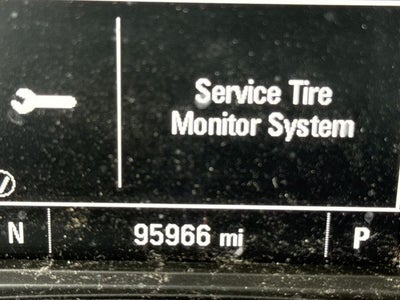 Service Tire
Monitor System
N 95966 mi P